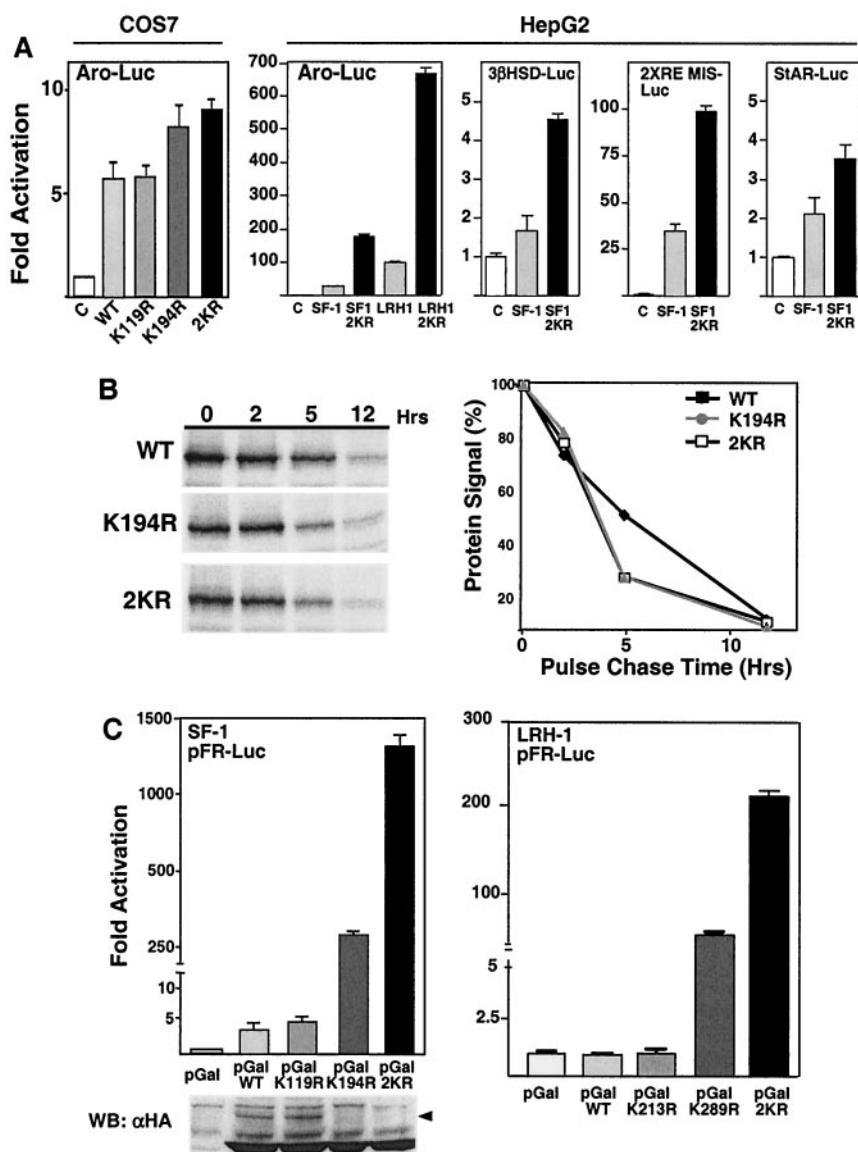 COS7
HepG2
A
Fold Activation
Aro-Luc
10
5
C
WT
K119R
K194R
2KR
Aro-Luc
700
600
500
400
300
200
100
C
SF-1
SF1
2KR
LRH1
LRH1
2KR
3βHSD-Luc
5
4
3
2
1
C
SF-1
SF1
2KR
2XRE MIS-
Luc
100
75
50
25
C
SF-1
SF1
2KR
StAR-Luc
5
4
3
2
1
C
SF-1
SF1
2KR
B
0 2 5 12 Hrs
WT
K194R
2KR
Protein Signal (%)
100
80
60
40
20
WT
K194R
2KR
0 5 10
Pulse Chase Time (Hrs)
C
SF-1
pFR-Luc
Fold Activation
1500
1000
500
250
10
5
pGal
pGal
WT
pGal
K119R
pGal
K194R
pGal
2KR
WB: αHA
LRH-1
pFR-Luc
300
200
100
5
2.5
pGal
pGal
WT
pGal
K213R
pGal
K289R
pGal
2KR